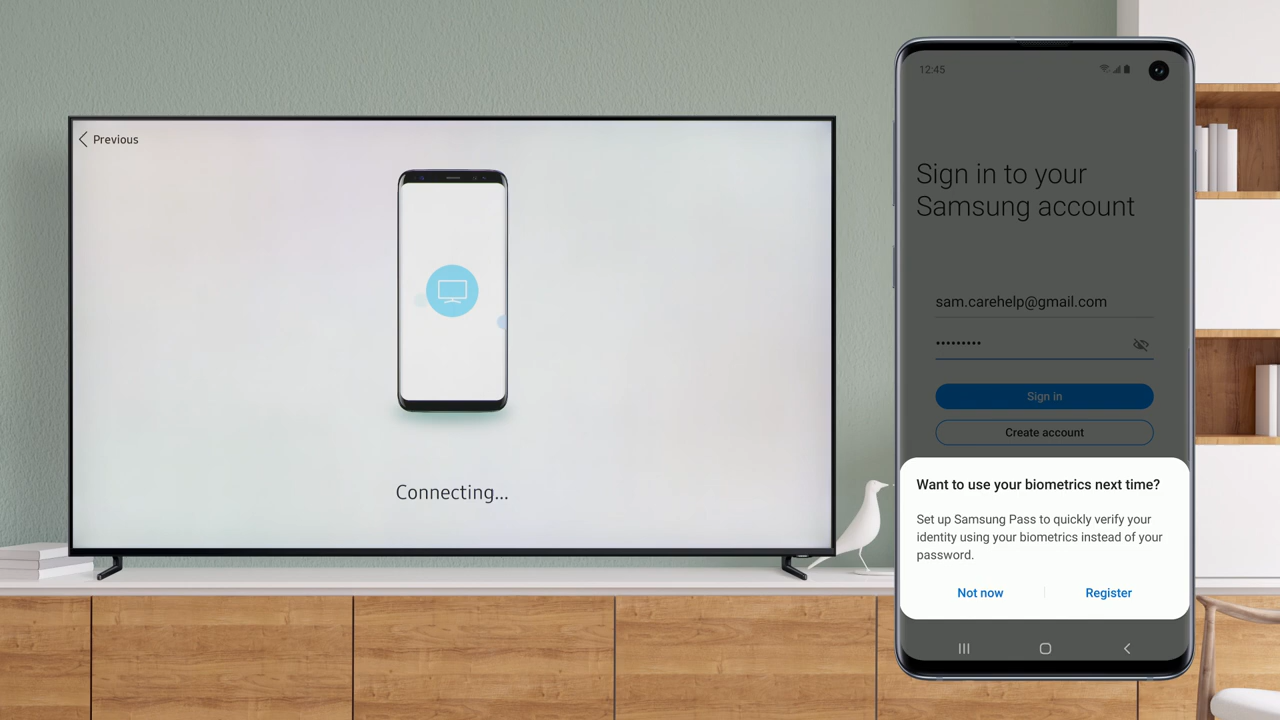 Previous
Connecting...
12:45
Sign in to your
Samsung account
sam.carehelp@gmail.com
•••••••••
Sign in
Create account
Want to use your biometrics next time?
Set up Samsung Pass to quickly verify your
identity using your biometrics instead of your
password.
Not now
Register